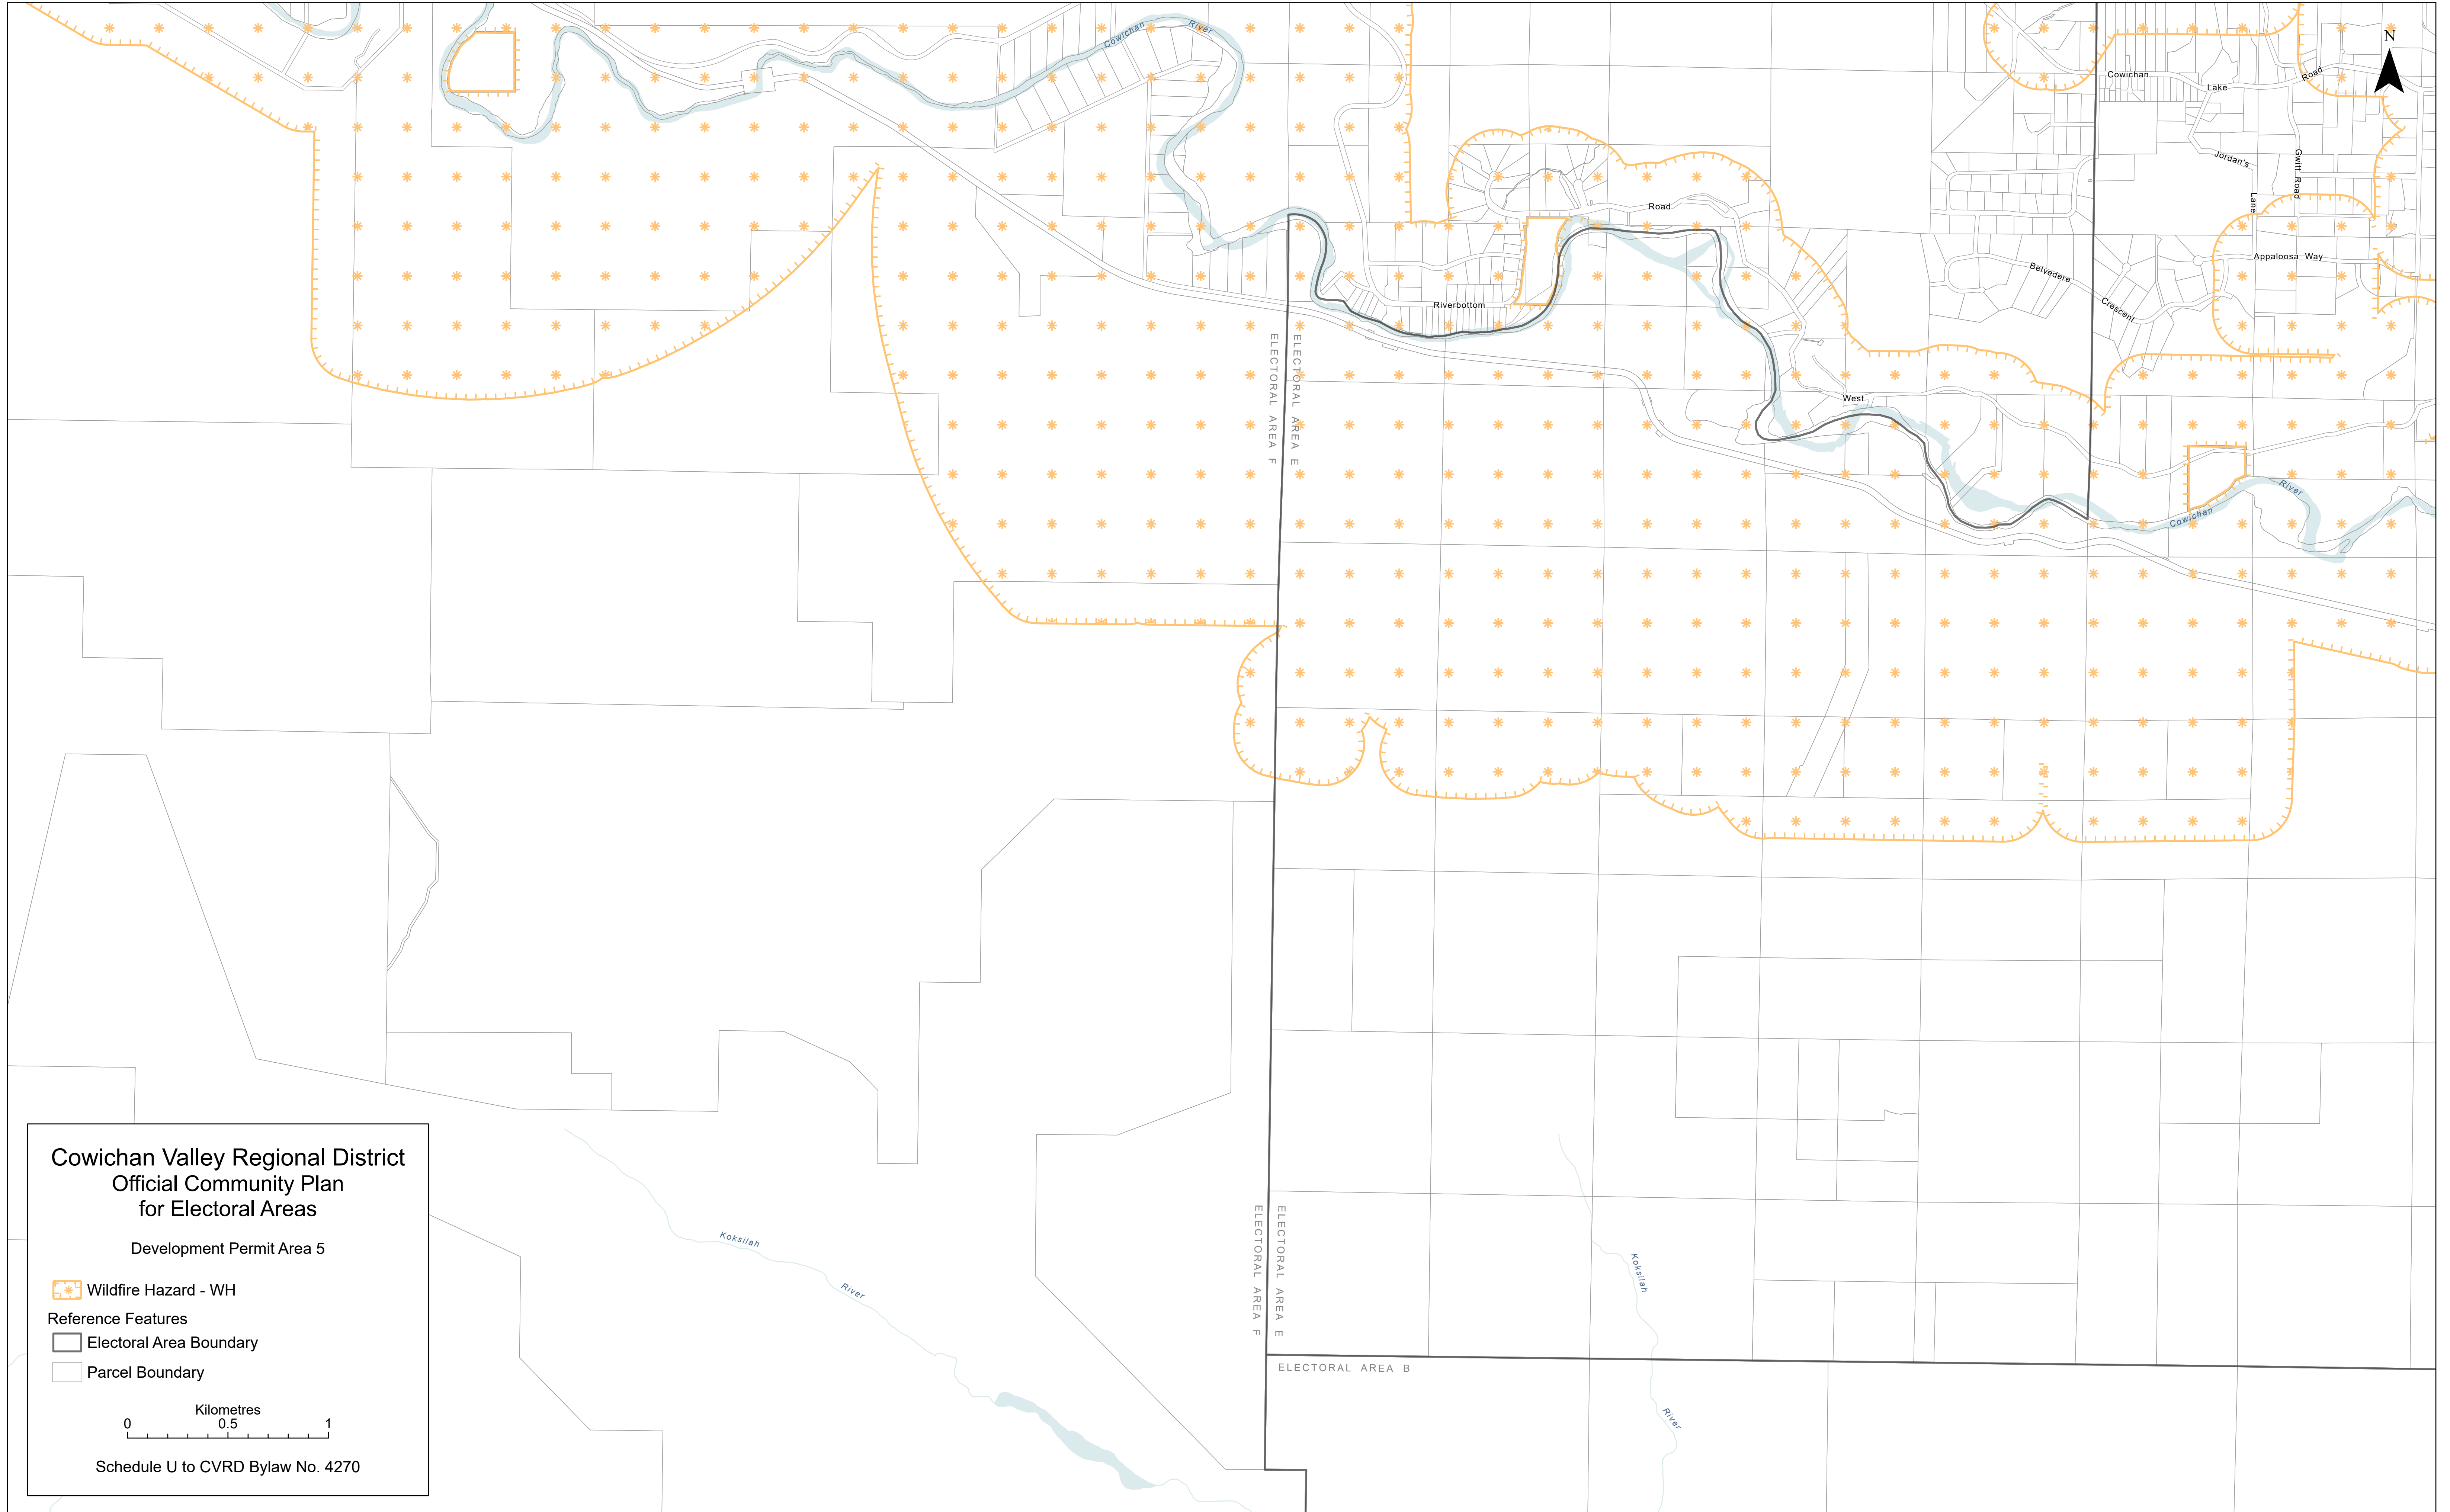 Cowichan River
N
Cowichan Lake Road
Jordan's Lane
Gwitt Road
Road
Appaloosa Way
Belvedere Crescent
Riverbottom
West
ELECTORAL AREA F
ELECTORAL AREA E
River
Cowichan
Cowichan Valley Regional District
Official Community Plan
for Electoral Areas
Development Permit Area 5
Wildfire Hazard - WH
Reference Features
Electoral Area Boundary
Parcel Boundary
Kilometres
0 0.5 1
Schedule U to CVRD Bylaw No. 4270
Koksilah
River
ELECTORAL AREA F
ELECTORAL AREA E
Koksilah
River
ELECTORAL AREA B